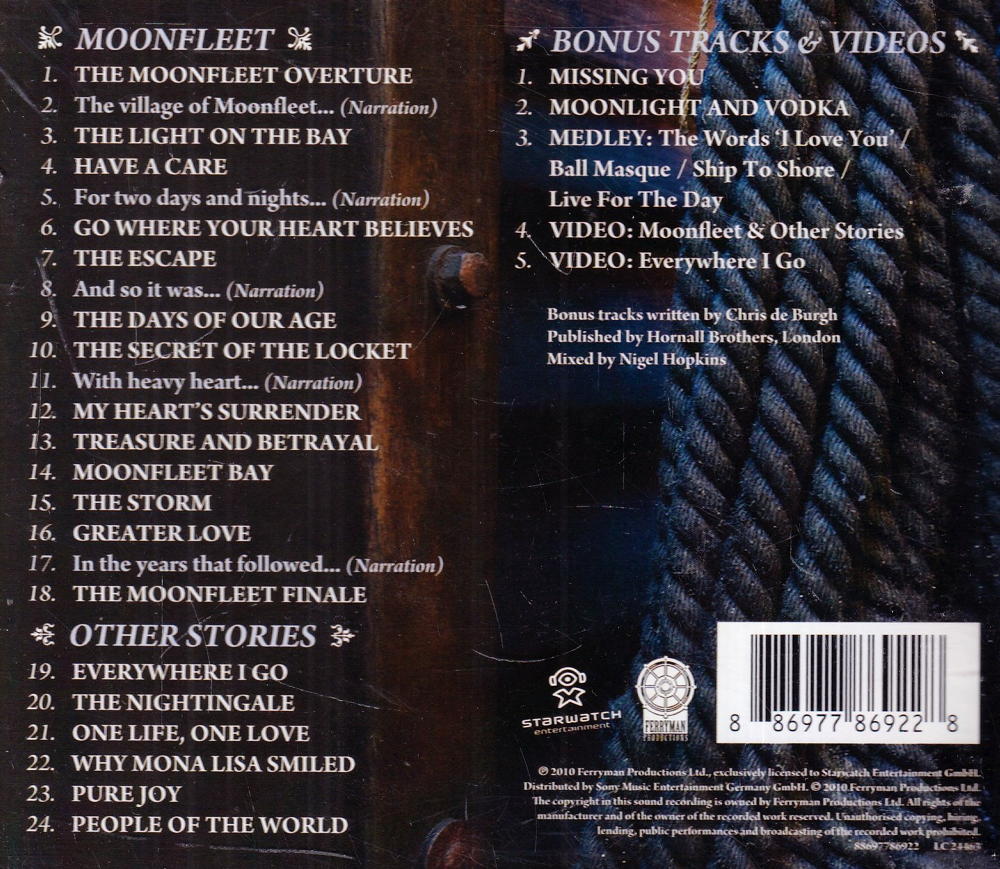 MOONFLEET
1. THE MOONFLEET OVERTURE
2. The village of Moonfleet... (Narration)
3. THE LIGHT ON THE BAY
4. HAVE A CARE
5. For two days and nights... (Narration)
6. GO WHERE YOUR HEART BELIEVES
7. THE ESCAPE
8. And so it was... (Narration)
9. THE DAYS OF OUR AGE
10. THE SECRET OF THE LOCKET
11. With heavy heart... (Narration)
12. MY HEART'S SURRENDER
13. TREASURE AND BETRAYAL
14. MOONFLEET BAY
15. THE STORM
16. GREATER LOVE
17. In the years that followed... (Narration)
18. THE MOONFLEET FINALE
OTHER STORIES
19. EVERYWHERE I GO
20. THE NIGHTINGALE
21. ONE LIFE, ONE LOVE
22. WHY MONA LISA SMILED
23. PURE JOY
24. PEOPLE OF THE WORLD
BONUS TRACKS & VIDEOS
1. MISSING YOU
2. MOONLIGHT AND VODKA
3. MEDLEY: The Words 'I Love You' /
Ball Masque / Ship To Shore /
Live For The Day
4. VIDEO: Moonfleet & Other Stories
5. VIDEO: Everywhere I Go
Bonus tracks written by Chris de Burgh
Published by Hornall Brothers, London
Mixed by Nigel Hopkins
STARWATCH
entertainment
FERRYMAN
PRODUCTIONS
8 86977 86922 8
℗ 2010 Ferryman Productions Ltd., exclusively licensed to Starwatch Entertainment GmbH.
Distributed by Sony Music Entertainment Germany GmbH. © 2010 Ferryman Productions Ltd.
The copyright in this sound recording is owned by Ferryman Productions Ltd. All rights of the
manufacturer and of the owner of the recorded work reserved. Unauthorised copying, hiring,
lending, public performances and broadcasting of the recorded work prohibited.
88697786922 LC 24463